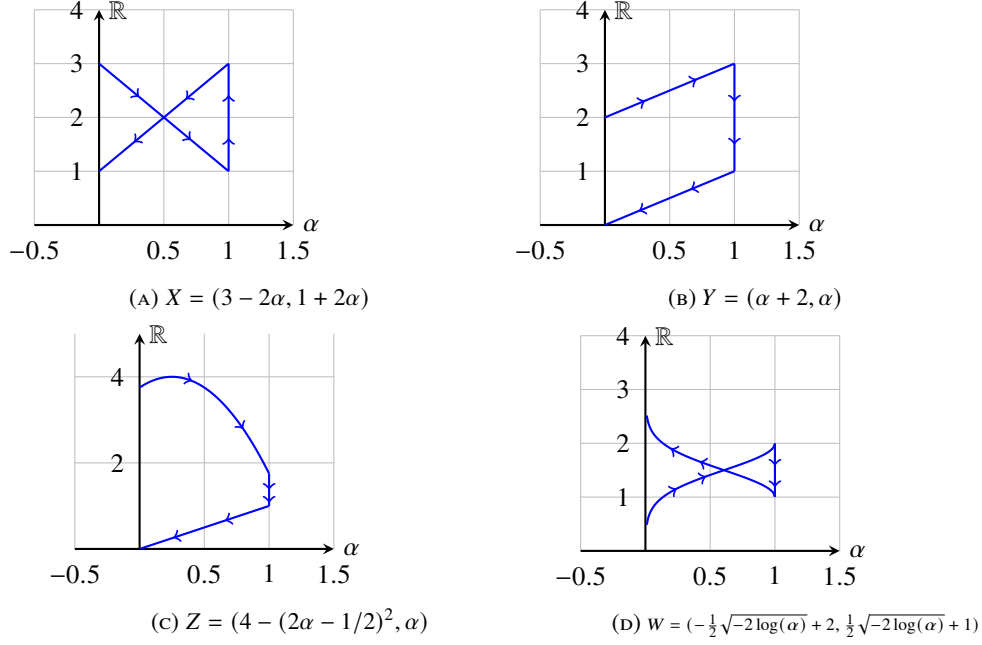 4 ℝ
3
2
1
α
−0.5 0.5 1 1.5
(A) X = (3 − 2α, 1 + 2α)
4 ℝ
3
2
1
α
−0.5 0.5 1 1.5
(B) Y = (α + 2, α)
ℝ
4
2
α
−0.5 0.5 1 1.5
(C) Z = (4 − (2α − 1/2)², α)
4 ℝ
3
2
1
α
−0.5 0.5 1 1.5
(D) W = (−½√−2 log(α) + 2, ½√−2 log(α) + 1)